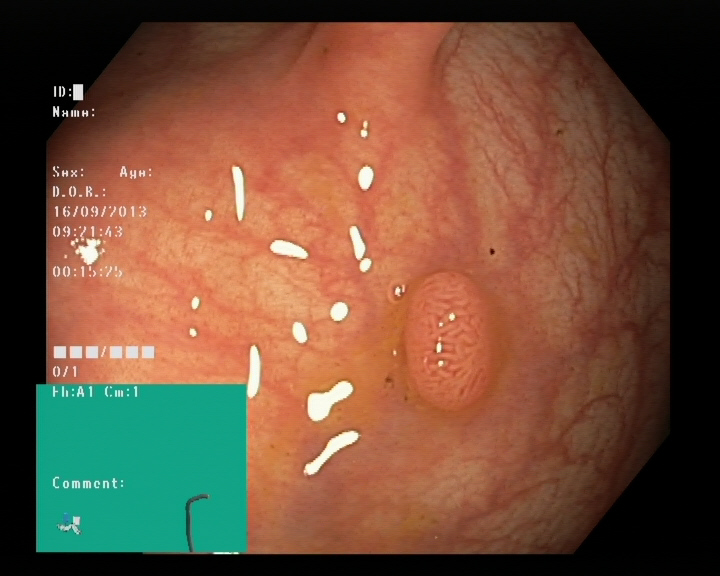 ID:
Name:
Sex: Age:
D.O.B.:
16/09/2013
09:21:43
00:15:25
/
0/1
Eh:A1 Cm:1
Comment: